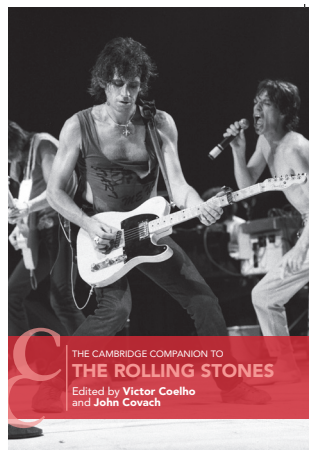 THE CAMBRIDGE COMPANION TO
THE ROLLING STONES
Edited by Victor Coelho
and John Covach